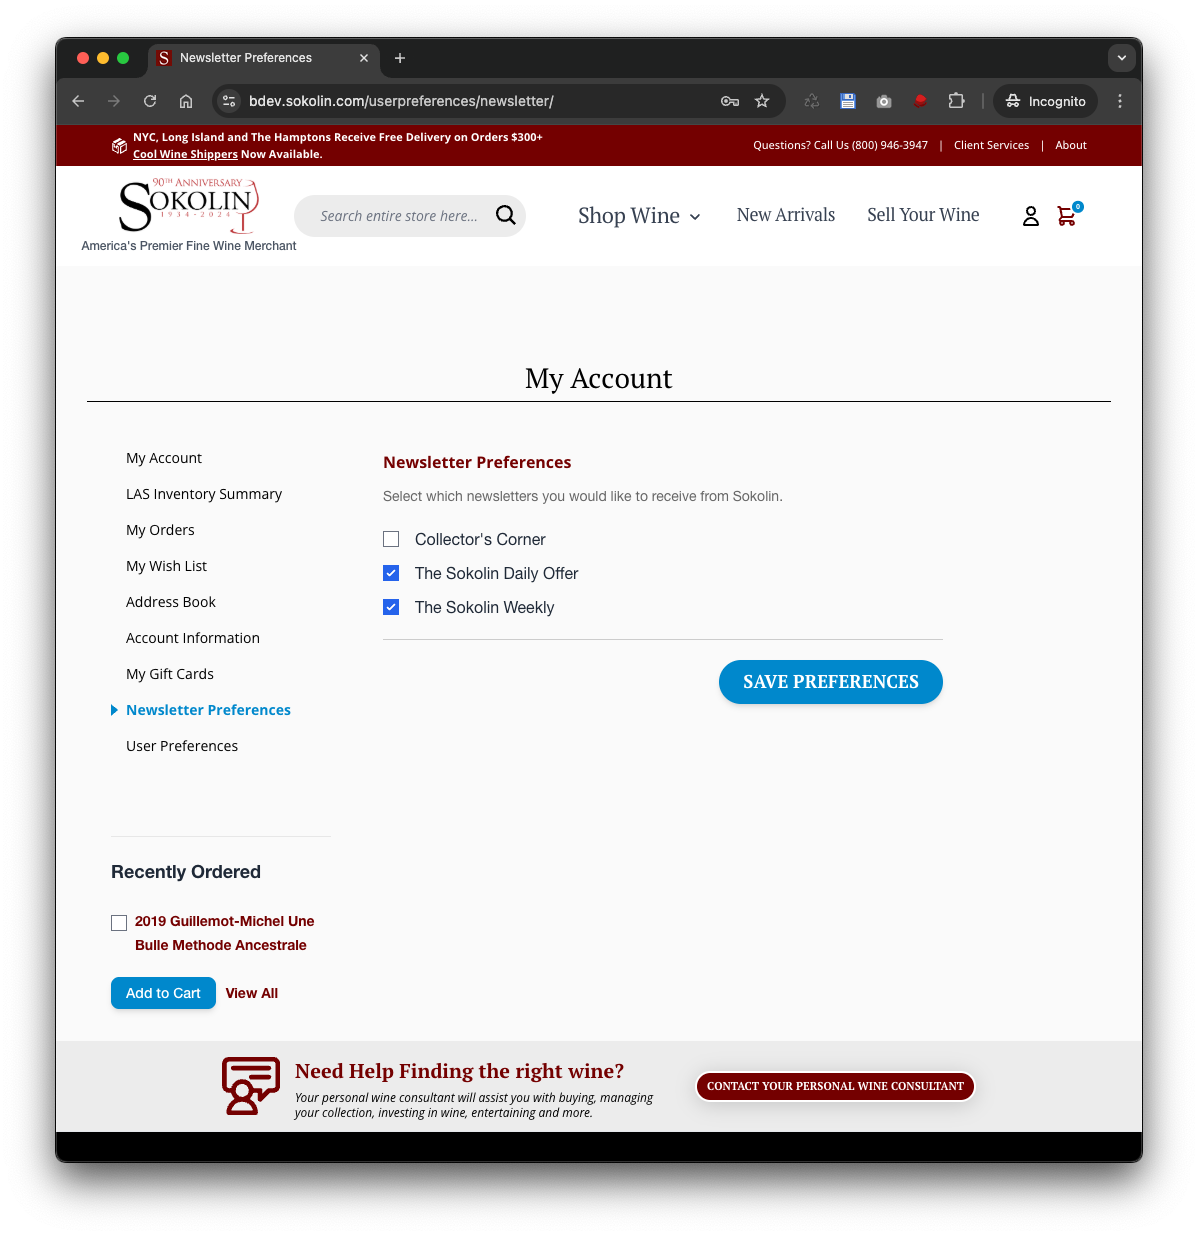 Newsletter Preferences
bdev.sokolin.com/userpreferences/newsletter/
Incognito
NYC, Long Island and The Hamptons Receive Free Delivery on Orders $300+
Cool Wine Shippers Now Available.
Questions? Call Us (800) 946-3947 | Client Services | About
90TH ANNIVERSARY
SOKOLIN
1934-2024
America's Premier Fine Wine Merchant
Search entire store here...
Shop Wine
New Arrivals
Sell Your Wine
0
My Account
My Account
LAS Inventory Summary
My Orders
My Wish List
Address Book
Account Information
My Gift Cards
Newsletter Preferences
User Preferences
Newsletter Preferences
Select which newsletters you would like to receive from Sokolin.
Collector's Corner
The Sokolin Daily Offer
The Sokolin Weekly
SAVE PREFERENCES
Recently Ordered
2019 Guillemot-Michel Une
Bulle Methode Ancestrale
Add to Cart
View All
Need Help Finding the right wine?
Your personal wine consultant will assist you with buying, managing
your collection, investing in wine, entertaining and more.
CONTACT YOUR PERSONAL WINE CONSULTANT